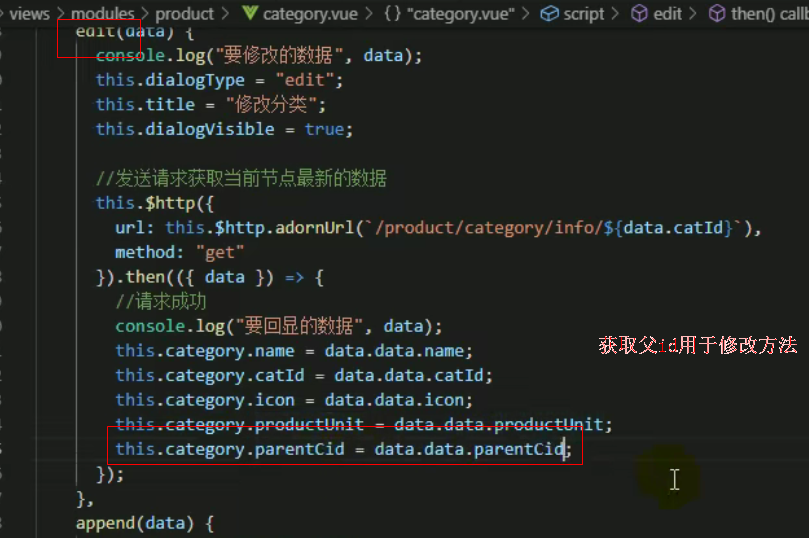 views > modules > product > category.vue > {} "category.vue" > script > edit > then() callb
edit(data) {
console.log("要修改的数据", data);
this.dialogType = "edit";
this.title = "修改分类";
this.dialogVisible = true;
//发送请求获取当前节点最新的数据
this.$http({
url: this.$http.adornUrl(`/product/category/info/${data.catId}`),
method: "get"
}).then(({ data }) => {
//请求成功
console.log("要回显的数据", data);
this.category.name = data.data.name;
获取父id用于修改方法
this.category.catId = data.data.catId;
this.category.icon = data.data.icon;
this.category.productUnit = data.data.productUnit;
this.category.parentCid = data.data.parentCid;
});
},
append(data) {